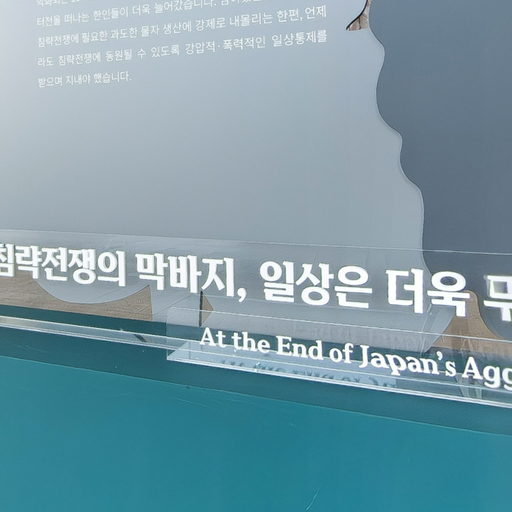 터전을 떠나는 한인들이 더욱 늘어갔습니다.
침략전쟁에 필요한 과도한 물자 생산에 강제로 내몰리는 한편, 언제
라도 침략전쟁에 동원될 수 있도록 강압적·폭력적인 일상통제를
받으며 지내야 했습니다.
침략전쟁의 막바지, 일상은 더욱
At the End of Japan's